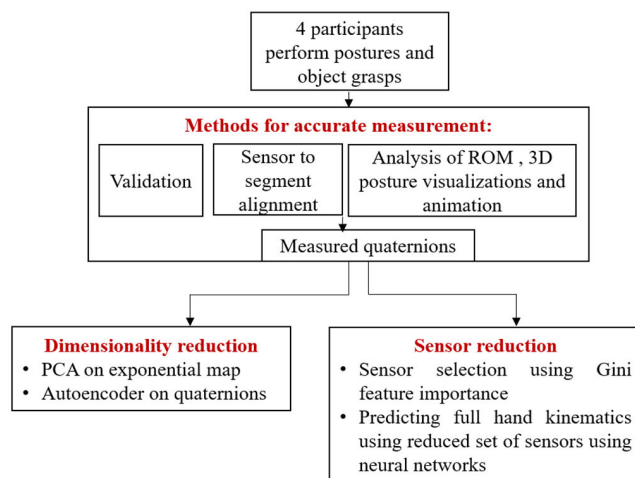 4 participants
perform postures and
object grasps
Methods for accurate measurement:
Validation
Sensor to
segment
alignment
Analysis of ROM , 3D
posture visualizations and
animation
Measured quaternions
Dimensionality reduction
• PCA on exponential map
• Autoencoder on quaternions
Sensor reduction
• Sensor selection using Gini
feature importance
• Predicting full hand kinematics
using reduced set of sensors using
neural networks